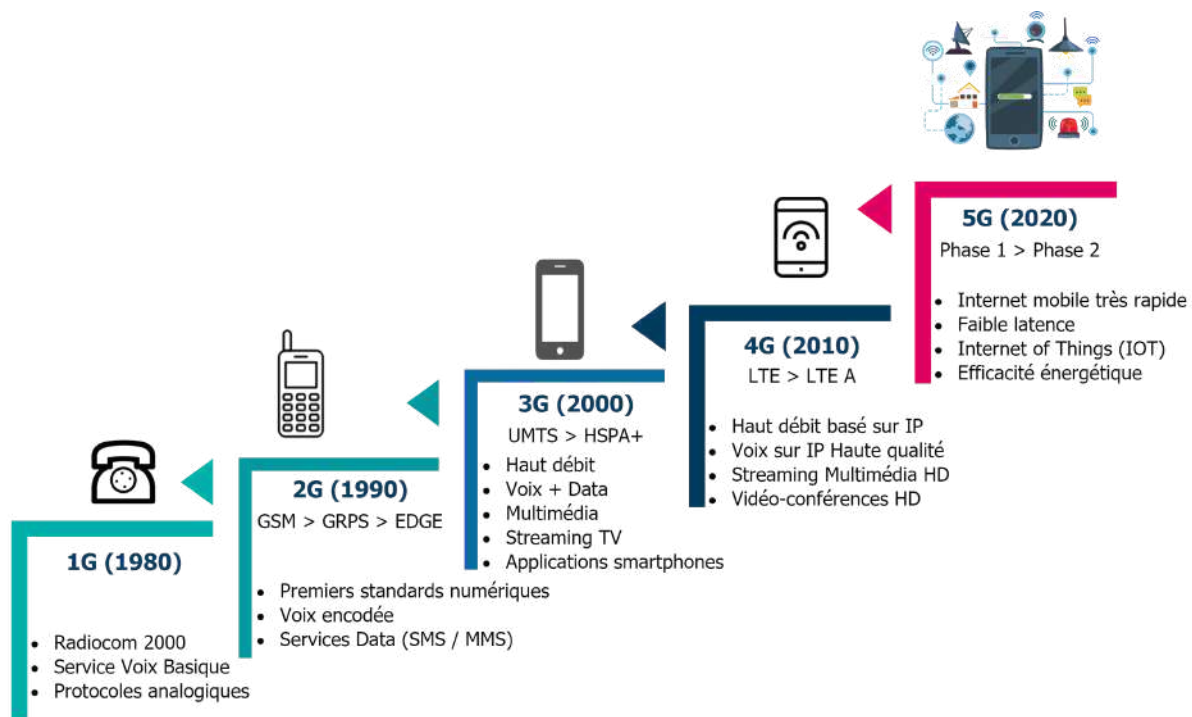 1G (1980)
• Radiocom 2000
• Service Voix Basique
• Protocoles analogiques
2G (1990)
GSM > GRPS > EDGE
• Premiers standards numériques
• Voix encodée
• Services Data (SMS / MMS)
3G (2000)
UMTS > HSPA+
• Haut débit
• Voix + Data
• Multimédia
• Streaming TV
• Applications smartphones
4G (2010)
LTE > LTE A
• Haut débit basé sur IP
• Voix sur IP Haute qualité
• Streaming Multimédia HD
• Vidéo-conférences HD
5G (2020)
Phase 1 > Phase 2
• Internet mobile très rapide
• Faible latence
• Internet of Things (IOT)
• Efficacité énergétique